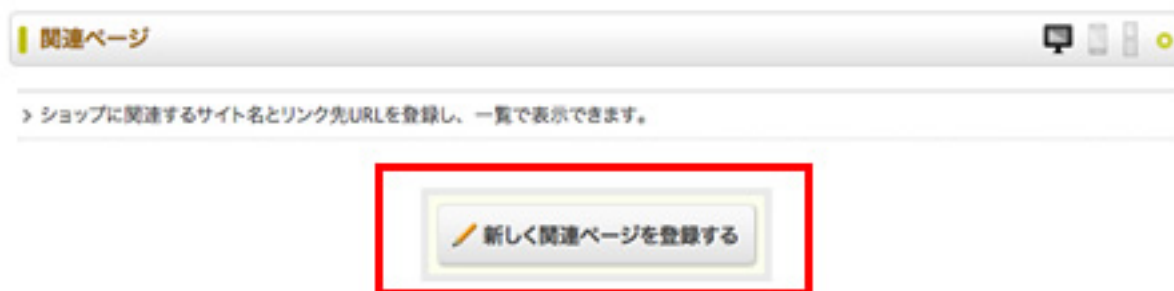 関連ページ
> ショップに関連するサイト名とリンク先URLを登録し、一覧で表示できます。
新しく関連ページを登録する